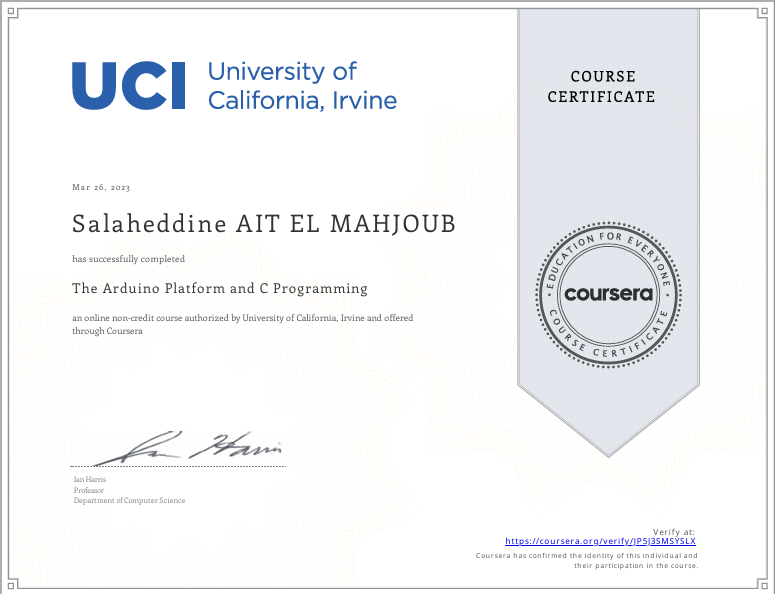 UCI University of
California, Irvine
COURSE
CERTIFICATE
Mar 26, 2023
Salaheddine AIT EL MAHJOUB
has successfully completed
The Arduino Platform and C Programming
an online non-credit course authorized by University of California, Irvine and offered
through Coursera
EDUCATION FOR EVERYONE
coursera
COURSE CERTIFICATE
Ian Harris
Ian Harris
Professor
Department of Computer Science
Verify at:
https://coursera.org/verify/JP5J3SMSYSLX
Coursera has confirmed the identity of this individual and
their participation in the course.